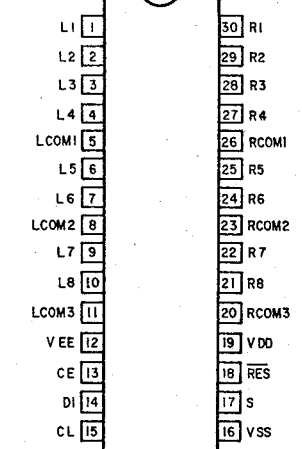 L1 1 30 R1
L2 2 29 R2
L3 3 28 R3
L4 4 27 R4
LCOM1 5 26 RCOM1
L5 6 25 R5
L6 7 24 R6
LCOM2 8 23 RCOM2
L7 9 22 R7
L8 10 21 R8
LCOM3 11 20 RCOM3
VEE 12 19 VDD
CE 13 18 R̅E̅S̅
DI 14 17 S
CL 15 16 VSS